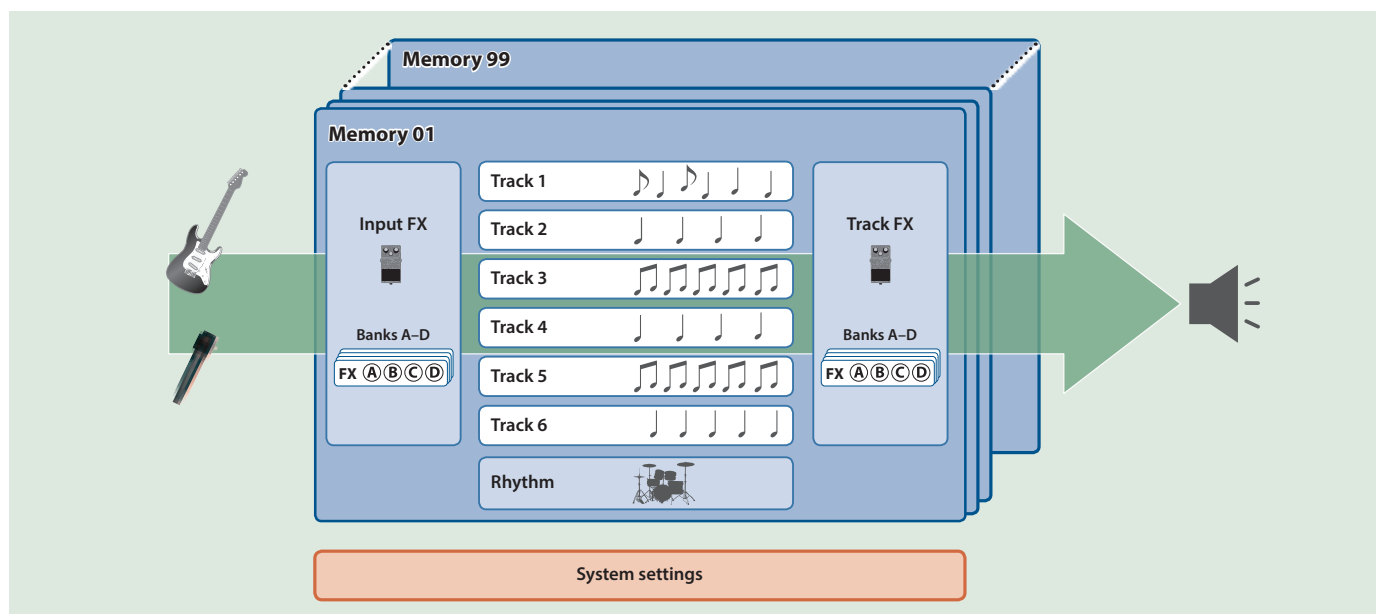 Memory 99
Memory 01
Input FX
Banks A–D
FX A B C D
Track 1
Track 2
Track 3
Track 4
Track 5
Track 6
Rhythm
Track FX
Banks A–D
FX A B C D
System settings